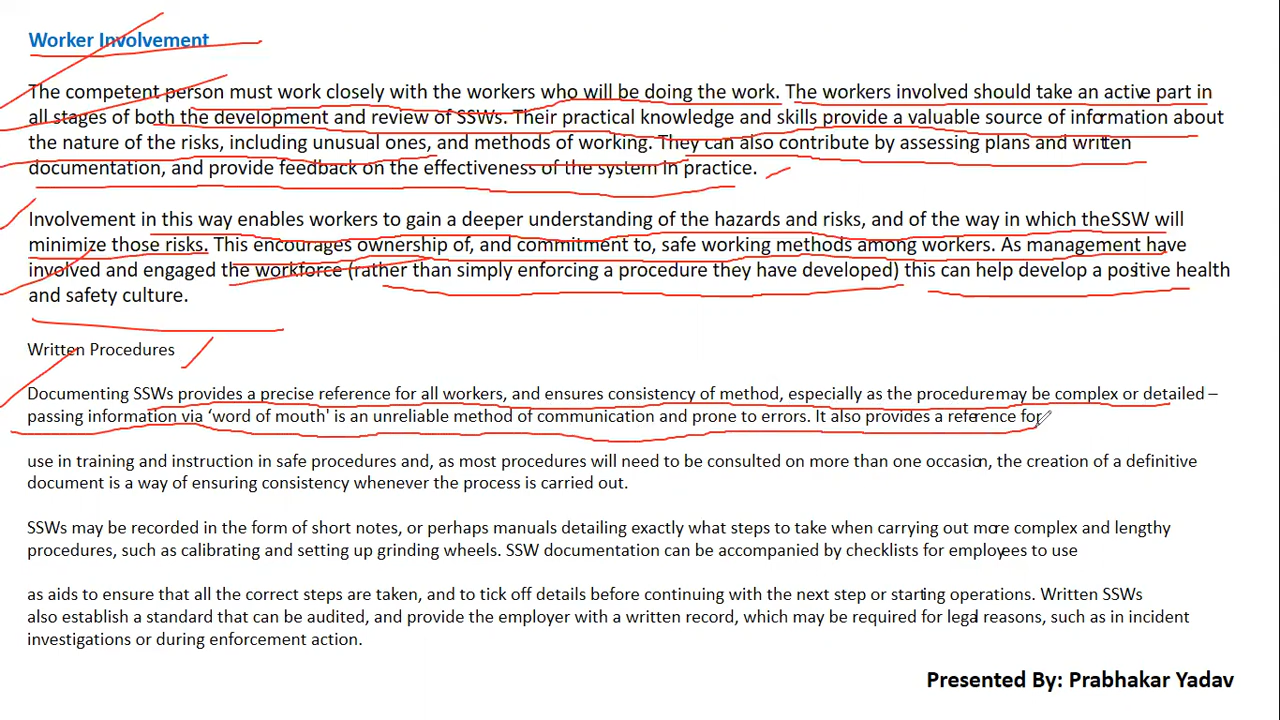 Worker Involvement
The competent person must work closely with the workers who will be doing the work. The workers involved should take an active part in
all stages of both the development and review of SSWs. Their practical knowledge and skills provide a valuable source of information about
the nature of the risks, including unusual ones, and methods of working. They can also contribute by assessing plans and written
documentation, and provide feedback on the effectiveness of the system in practice.
Involvement in this way enables workers to gain a deeper understanding of the hazards and risks, and of the way in which the SSW will
minimize those risks. This encourages ownership of, and commitment to, safe working methods among workers. As management have
involved and engaged the workforce (rather than simply enforcing a procedure they have developed) this can help develop a positive health
and safety culture.
Written Procedures
Documenting SSWs provides a precise reference for all workers, and ensures consistency of method, especially as the procedure may be complex or detailed –
passing information via ‘word of mouth' is an unreliable method of communication and prone to errors. It also provides a reference for
use in training and instruction in safe procedures and, as most procedures will need to be consulted on more than one occasion, the creation of a definitive
document is a way of ensuring consistency whenever the process is carried out.
SSWs may be recorded in the form of short notes, or perhaps manuals detailing exactly what steps to take when carrying out more complex and lengthy
procedures, such as calibrating and setting up grinding wheels. SSW documentation can be accompanied by checklists for employees to use
as aids to ensure that all the correct steps are taken, and to tick off details before continuing with the next step or starting operations. Written SSWs
also establish a standard that can be audited, and provide the employer with a written record, which may be required for legal reasons, such as in incident
investigations or during enforcement action.
Presented By: Prabhakar Yadav